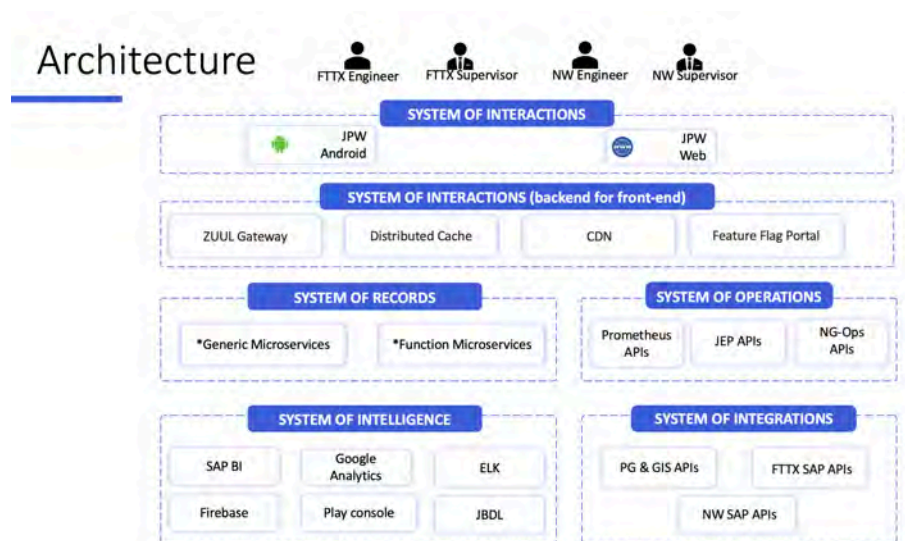 Architecture
FTTX Engineer
FTTX Supervisor
NW Engineer
NW Supervisor
SYSTEM OF INTERACTIONS
JPW
Android
JPW
Web
SYSTEM OF INTERACTIONS (backend for front-end)
ZUUL Gateway
Distributed Cache
CDN
Feature Flag Portal
SYSTEM OF RECORDS
*Generic Microservices
*Function Microservices
SYSTEM OF OPERATIONS
Prometheus
APIs
JEP APIs
NG-Ops
APIs
SYSTEM OF INTELLIGENCE
SAP BI
Google
Analytics
ELK
Firebase
Play console
JBDL
SYSTEM OF INTEGRATIONS
PG & GIS APIs
FTTX SAP APIs
NW SAP APIs